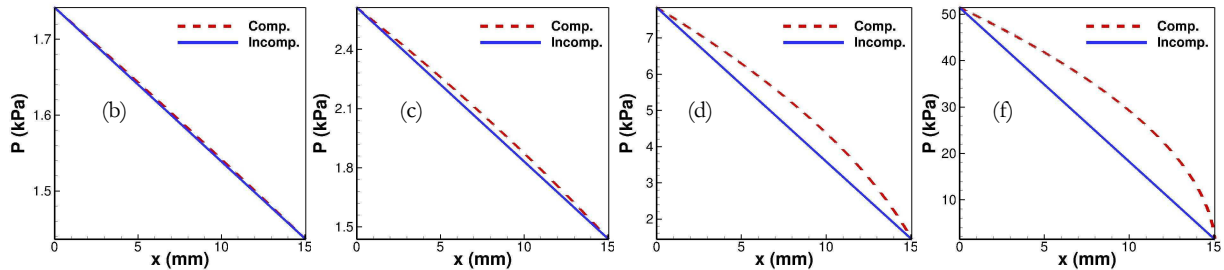 P (kPa)
1.7
1.6
1.5
0 5 10 15
x (mm)
(b)
Comp.
Incomp.
P (kPa)
2.4
2.1
1.8
1.5
0 5 10 15
x (mm)
(c)
Comp.
Incomp.
P (kPa)
7
6
5
4
3
2
0 5 10 15
x (mm)
(d)
Comp.
Incomp.
P (kPa)
50
40
30
20
10
0 5 10 15
x (mm)
(f)
Comp.
Incomp.